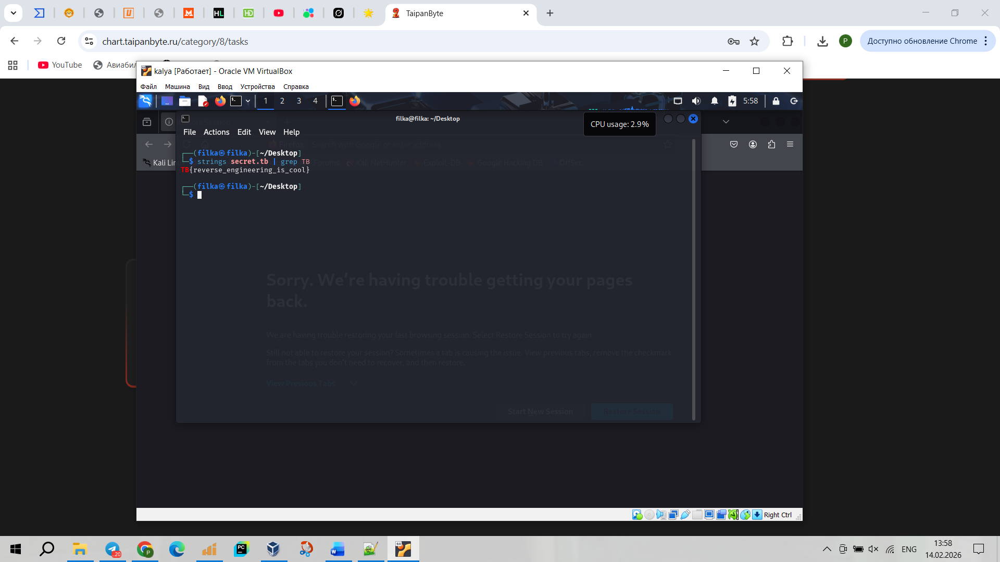 TaipanByte
chart.taipanbyte.ru/category/8/tasks
Доступно обновление Chrome
YouTube
Авиабил
kalya [Работает] - Oracle VM VirtualBox
Файл Машина Вид Ввод Устройства Справка
1 2 3 4 5:58
filka@filka: ~/Desktop
CPU usage: 2.9%
File Actions Edit View Help
Search with Google or enter address
Kali Lin Forums Kali NetHunter Exploit-DB Google Hacking DB OffSec
┌──(filka㉿filka)-[~/Desktop]
└─$ strings secret.tb | grep TB
TB{reverse_engineering_is_cool}
┌──(filka㉿filka)-[~/Desktop]
└─$
Sorry. We're having trouble getting your pages
back.
We are having trouble restoring your last browsing session. Select Restore Session to try again.
Still not able to restore your session? Sometimes a tab is causing the issue. View previous tabs, remove the checkmark
from the tabs you don't need to recover, and then restore.
View Previous Tabs
Start New Session Restore Session
Right Ctrl
ENG
13:58
14.02.2026